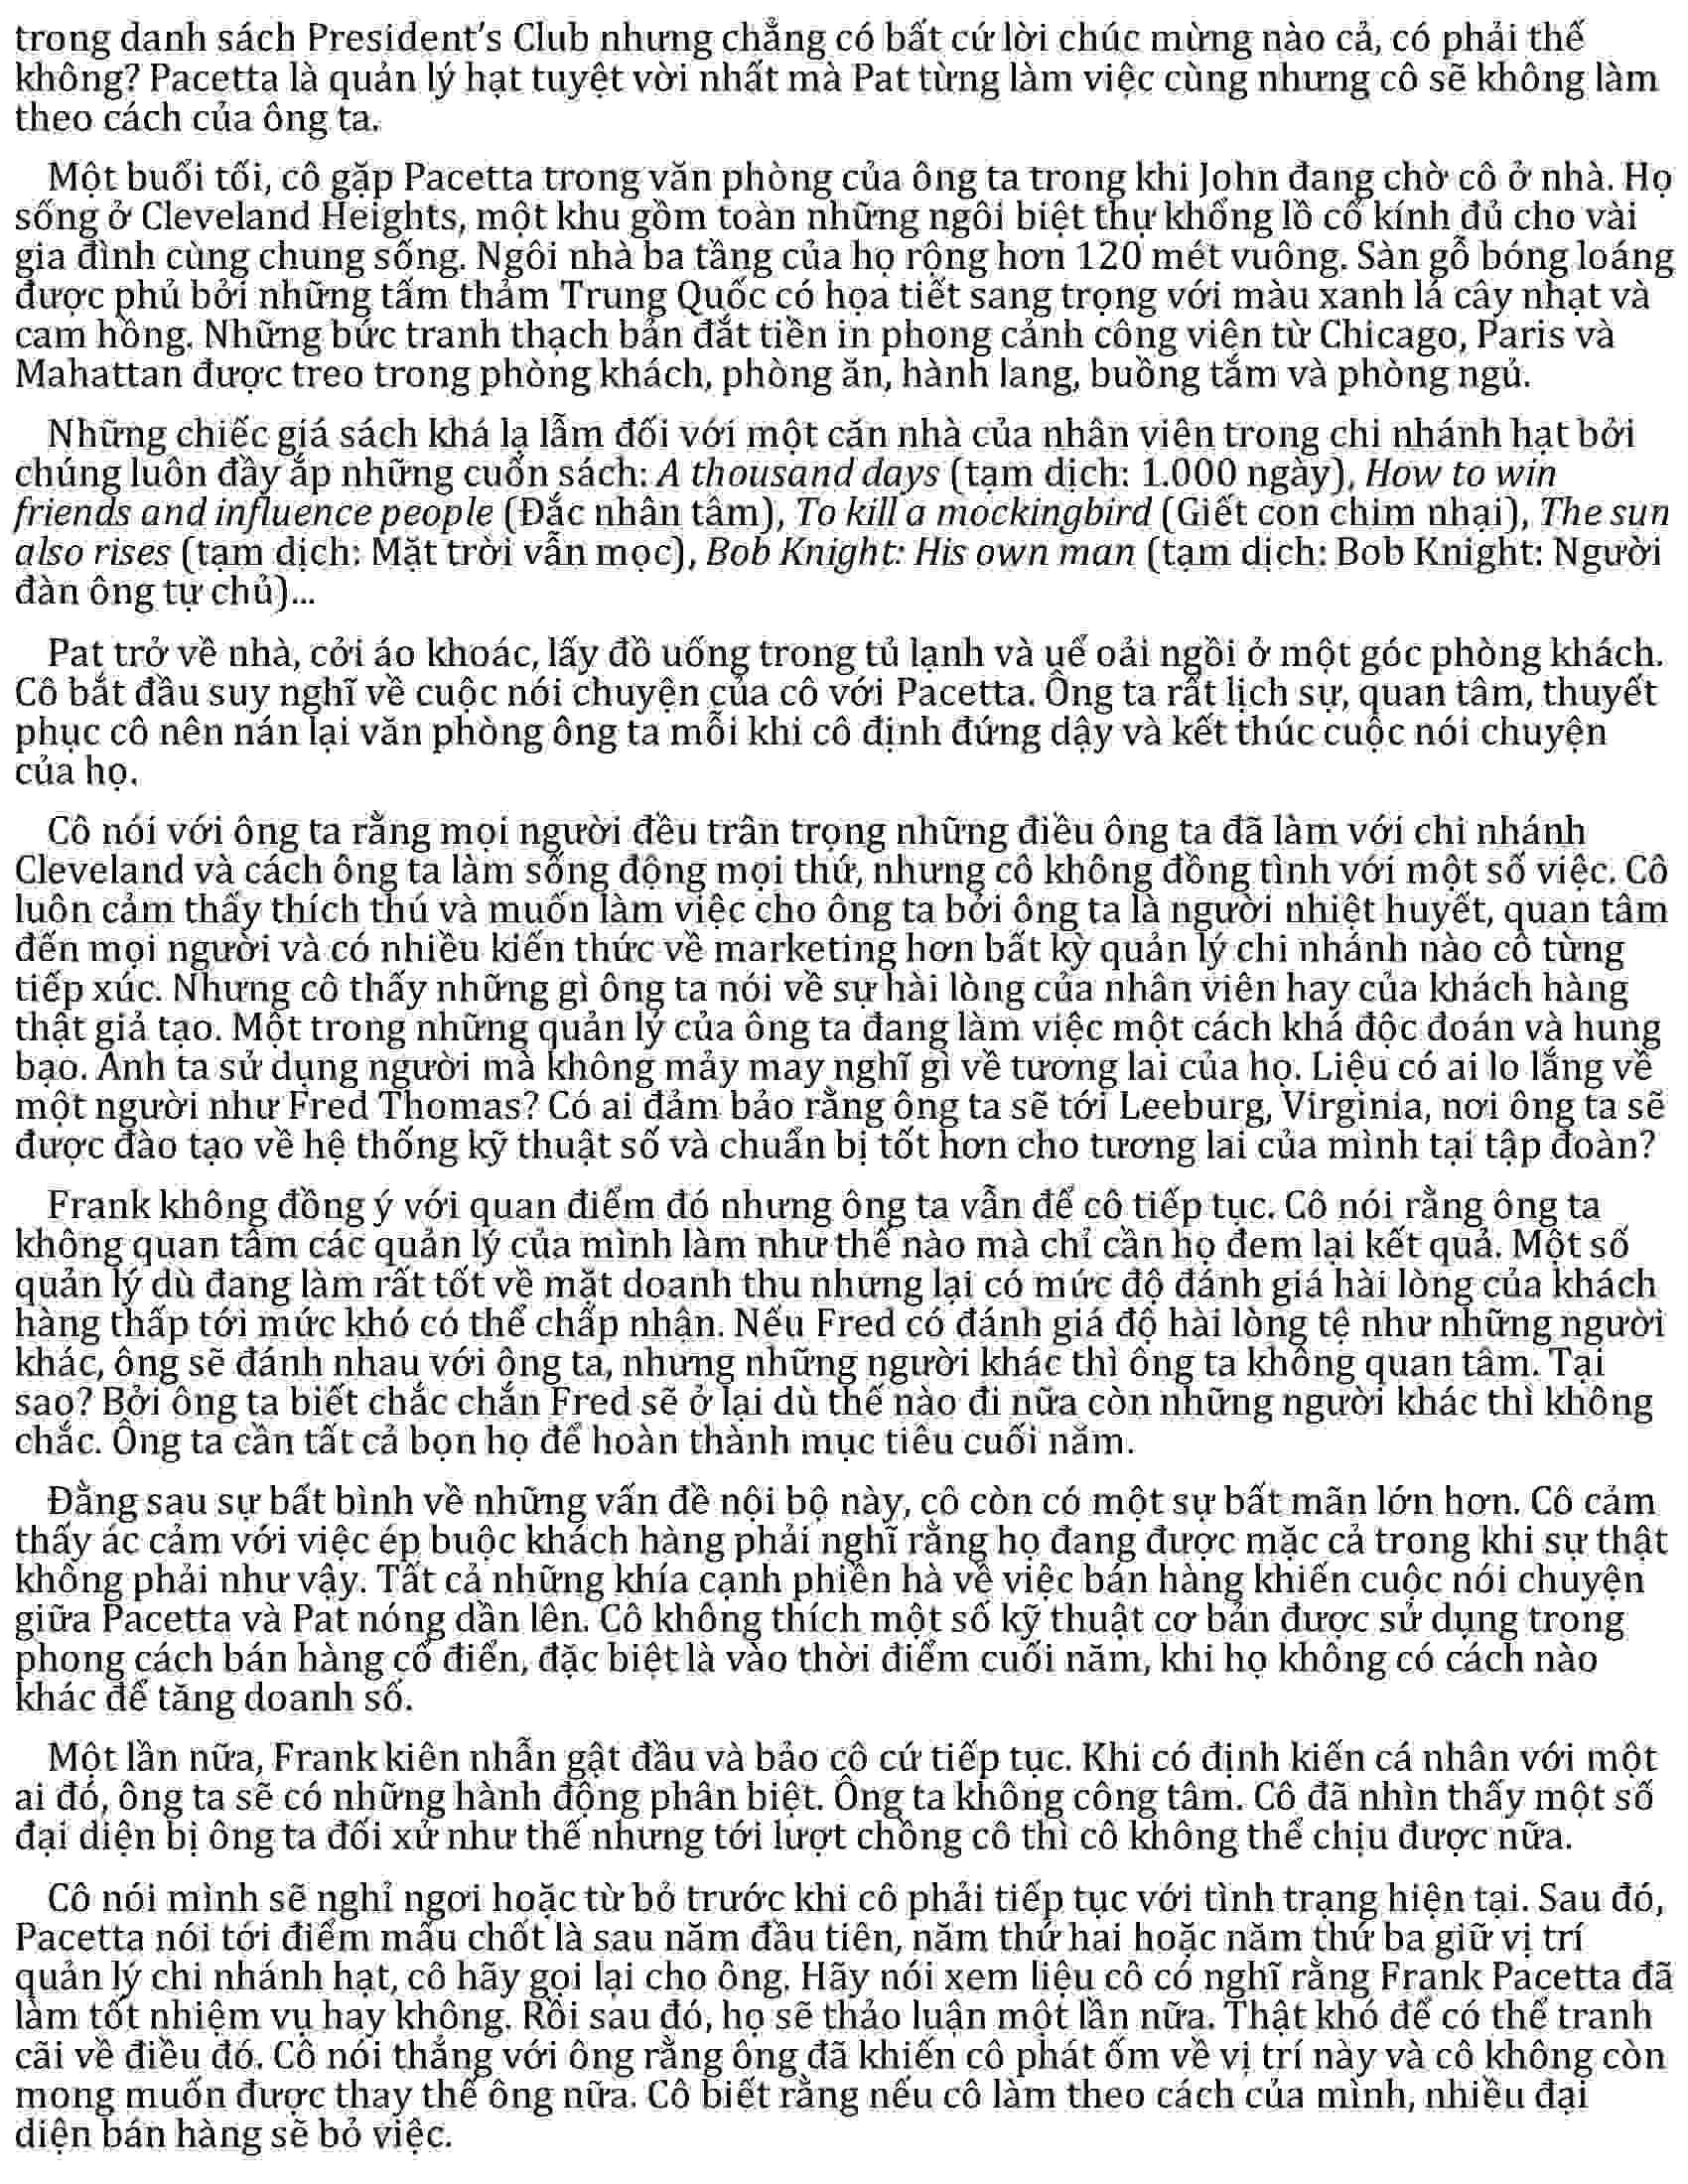 trong danh sách President's Club nhưng chẳng có bất cứ lời chúc mừng nào cả, có phải thế
không? Pacetta là quản lý hạt tuyệt vời nhất mà Pat từng làm việc cùng nhưng cô sẽ không làm
theo cách của ông ta.
Một buổi tối, cô gặp Pacetta trong văn phòng của ông ta trong khi John đang chờ cô ở nhà. Họ
sống ở Cleveland Heights, một khu gồm toàn những ngôi biệt thự khổng lồ cổ kính đủ cho vài
gia đình cùng chung sống. Ngôi nhà ba tầng của họ rộng hơn 120 mét vuông. Sàn gỗ bóng loáng
được phủ bởi những tấm thảm Trung Quốc có họa tiết sang trọng với màu xanh lá cây nhạt và
cam hồng. Những bức tranh thạch bản đắt tiền in phong cảnh công viên từ Chicago, Paris và
Mahattan được treo trong phòng khách, phòng ăn, hành lang, buồng tắm và phòng ngủ.
Những chiếc giá sách khá lạ lẫm đối với một căn nhà của nhân viên trong chi nhánh hạt bởi
chúng luôn đầy ắp những cuốn sách: A thousand days (tạm dịch: 1.000 ngày), How to win
friends and influence people (Đắc nhân tâm), To kill a mockingbird (Giết con chim nhại), The sun
also rises (tạm dịch: Mặt trời vẫn mọc), Bob Knight: His own man (tạm dịch: Bob Knight: Người
đàn ông tự chủ)...
Pat trở về nhà, cởi áo khoác, lấy đồ uống trong tủ lạnh và uể oải ngồi ở một góc phòng khách.
Cô bắt đầu suy nghĩ về cuộc nói chuyện của cô với Pacetta. Ông ta rất lịch sự, quan tâm, thuyết
phục cô nên nán lại văn phòng ông ta mỗi khi cô định đứng dậy và kết thúc cuộc nói chuyện
của họ.
Cô nói với ông ta rằng mọi người đều trân trọng những điều ông ta đã làm với chi nhánh
Cleveland và cách ông ta làm sống động mọi thứ, nhưng cô không đồng tình với một số việc. Cô
luôn cảm thấy thích thú và muốn làm việc cho ông ta bởi ông ta là người nhiệt huyết, quan tâm
đến mọi người và có nhiều kiến thức về marketing hơn bất kỳ quản lý chi nhánh nào cô từng
tiếp xúc. Nhưng cô thấy những gì ông ta nói về sự hài lòng của nhân viên hay của khách hàng
thật giả tạo. Một trong những quản lý của ông ta đang làm việc một cách khá độc đoán và hung
bạo. Anh ta sử dụng người mà không mảy may nghĩ gì về tương lai của họ. Liệu có ai lo lắng về
một người như Fred Thomas? Có ai đảm bảo rằng ông ta sẽ tới Leeburg, Virginia, nơi ông ta sẽ
được đào tạo về hệ thống kỹ thuật số và chuẩn bị tốt hơn cho tương lai của mình tại tập đoàn?
Frank không đồng ý với quan điểm đó nhưng ông ta vẫn để cô tiếp tục. Cô nói rằng ông ta
không quan tâm các quản lý của mình làm như thế nào mà chỉ cần họ đem lại kết quả. Một số
quản lý dù đang làm rất tốt về mặt doanh thu nhưng lại có mức độ đánh giá hài lòng của khách
hàng thấp tới mức khó có thể chấp nhận. Nếu Fred có đánh giá độ hài lòng tệ như những người
khác, ông sẽ đánh nhau với ông ta, nhưng những người khác thì ông ta không quan tâm. Tại
sao? Bởi ông ta biết chắc chắn Fred sẽ ở lại dù thế nào đi nữa còn những người khác thì không
chắc. Ông ta cần tất cả bọn họ để hoàn thành mục tiêu cuối năm.
Đằng sau sự bất bình về những vấn đề nội bộ này, cô còn có một sự bất mãn lớn hơn. Cô cảm
thấy ác cảm với việc ép buộc khách hàng phải nghĩ rằng họ đang được mặc cả trong khi sự thật
không phải như vậy. Tất cả những khía cạnh phiền hà về việc bán hàng khiến cuộc nói chuyện
giữa Pacetta và Pat nóng dần lên. Cô không thích một số kỹ thuật cơ bản được sử dụng trong
phong cách bán hàng cổ điển, đặc biệt là vào thời điểm cuối năm, khi họ không có cách nào
khác để tăng doanh số.
Một lần nữa, Frank kiên nhẫn gật đầu và bảo cô cứ tiếp tục. Khi có định kiến cá nhân với một
ai đó, ông ta sẽ có những hành động phân biệt. Ông ta không công tâm. Cô đã nhìn thấy một số
đại diện bị ông ta đối xử như thế nhưng tới lượt chồng cô thì cô không thể chịu được nữa.
Cô nói mình sẽ nghỉ ngơi hoặc từ bỏ trước khi cô phải tiếp tục với tình trạng hiện tại. Sau đó,
Pacetta nói tới điểm mấu chốt là sau năm đầu tiên, năm thứ hai hoặc năm thứ ba giữ vị trí
quản lý chi nhánh hạt, cô hãy gọi lại cho ông. Hãy nói xem liệu cô có nghĩ rằng Frank Pacetta đã
làm tốt nhiệm vụ hay không. Rồi sau đó, họ sẽ thảo luận một lần nữa. Thật khó để có thể tranh
cãi về điều đó. Cô nói thẳng với ông rằng ông đã khiến cô phát ốm về vị trí này và cô không còn
mong muốn được thay thế ông nữa. Cô biết rằng nếu cô làm theo cách của mình, nhiều đại
diện bán hàng sẽ bỏ việc.